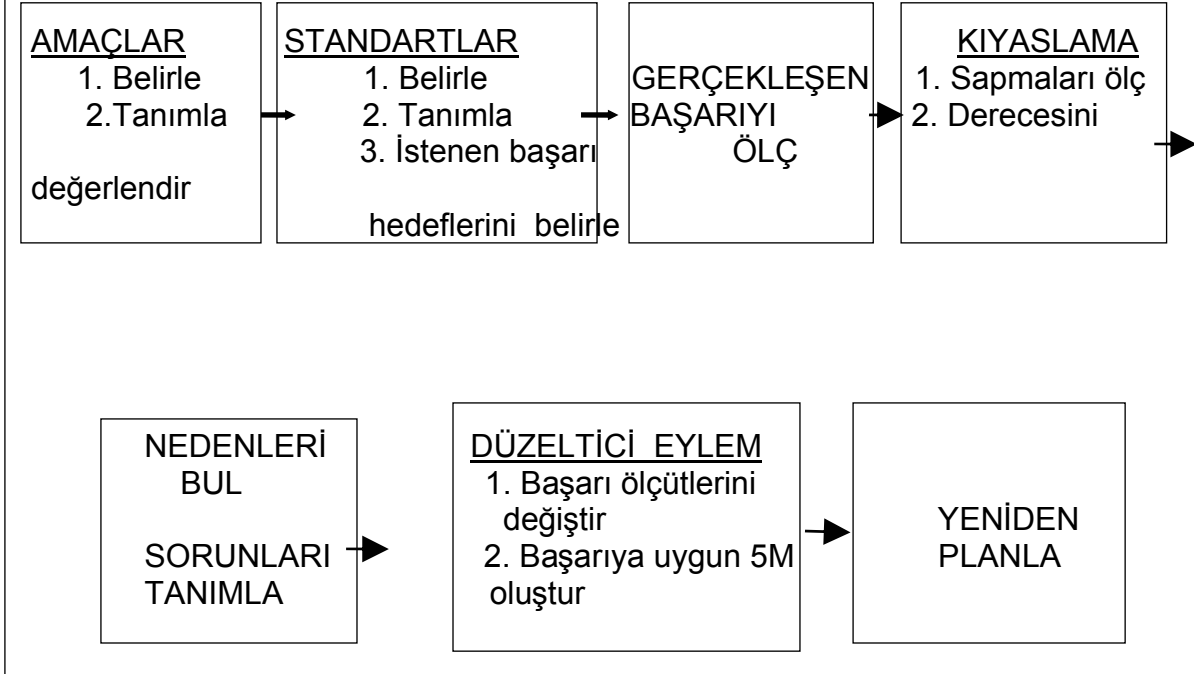 AMAÇLAR
1. Belirle
2.Tanımla
değerlendir
STANDARTLAR
1. Belirle
2. Tanımla
3. İstenen başarı
hedeflerini belirle
GERÇEKLEŞEN
BAŞARIYI
ÖLÇ
KIYASLAMA
1. Sapmaları ölç
2. Derecesini
NEDENLERİ
BUL
SORUNLARI
TANIMLA
DÜZELTİCİ EYLEM
1. Başarı ölçütlerini
değiştir
2. Başarıya uygun 5M
oluştur
YENİDEN
PLANLA